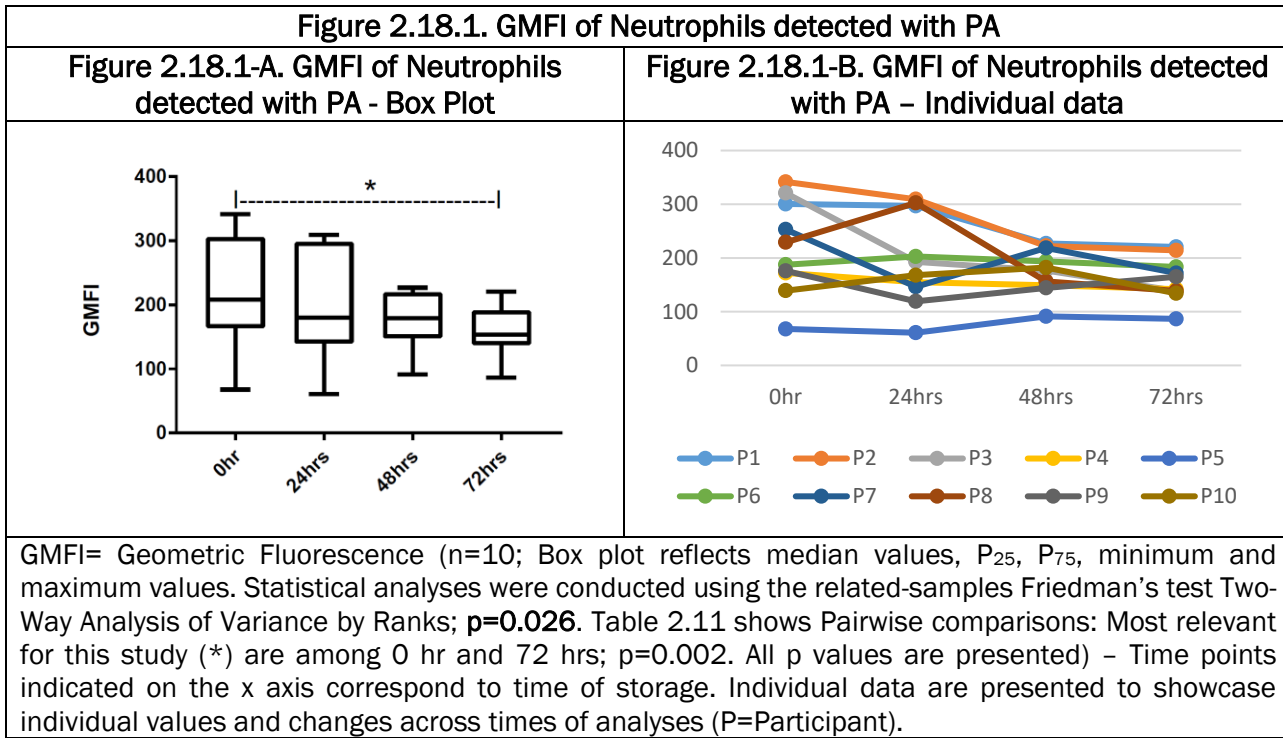 Figure 2.18.1. GMFI of Neutrophils detected with PA
Figure 2.18.1-A. GMFI of Neutrophils
detected with PA - Box Plot
Figure 2.18.1-B. GMFI of Neutrophils detected
with PA – Individual data
400
300
200
100
0
GMFI
|-----------------------------|
*
0hr
24hrs
48hrs
72hrs
400
300
200
100
0
0hr 24hrs 48hrs 72hrs
P1 P2 P3 P4 P5
P6 P7 P8 P9 P10
GMFI= Geometric Fluorescence (n=10; Box plot reflects median values, P25, P75, minimum and
maximum values. Statistical analyses were conducted using the related-samples Friedman’s test Two-
Way Analysis of Variance by Ranks; p=0.026. Table 2.11 shows Pairwise comparisons: Most relevant
for this study (*) are among 0 hr and 72 hrs; p=0.002. All p values are presented) – Time points
indicated on the x axis correspond to time of storage. Individual data are presented to showcase
individual values and changes across times of analyses (P=Participant).